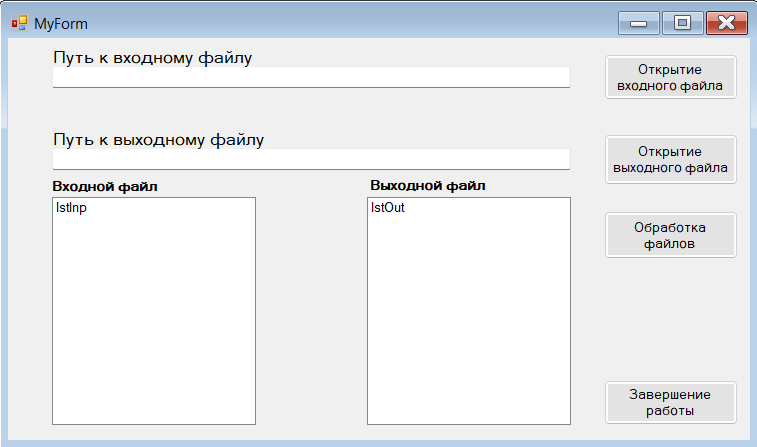 MyForm
Путь к входному файлу
Открытие
входного файла
Путь к выходному файлу
Открытие
выходного файла
Входной файл
Выходной файл
lstInp
lstOut
Обработка
файлов
Завершение
работы